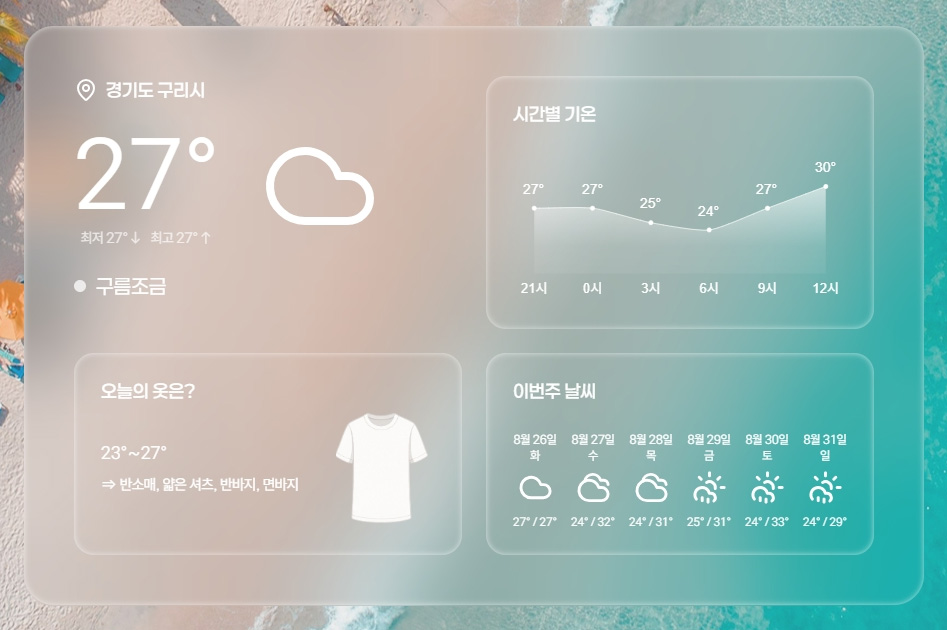 경기도 구리시
27°
최저 27°↓ 최고 27°↑
구름조금
시간별 기온
27° 27° 25° 24° 27° 30°
21시 0시 3시 6시 9시 12시
오늘의 옷은?
23°~27°
⇒ 반소매, 얇은 셔츠, 반바지, 면바지
이번주 날씨
8월 26일 8월 27일 8월 28일 8월 29일 8월 30일 8월 31일
화 수 목 금 토 일
27° / 27° 24° / 32° 24° / 31° 25° / 31° 24° / 33° 24° / 29°